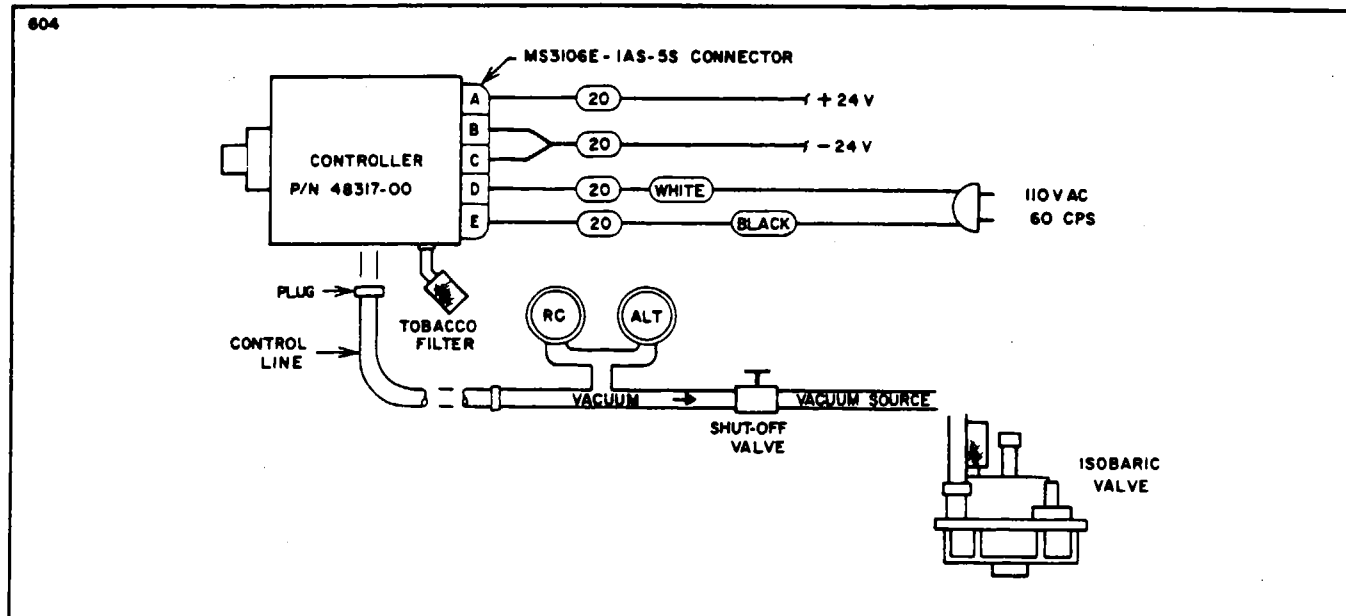 604
MS3106E-1AS-5S CONNECTOR
A
20
+ 24 V
B
20
- 24V
CONTROLLER
C
P/N 48317-00
D
20
WHITE
110 V AC
60 CPS
E
20
BLACK
PLUG
TOBACCO
FILTER
CONTROL
LINE
RC
ALT
VACUUM
VACUUM SOURCE
SHUT-OFF
VALVE
ISOBARIC
VALVE